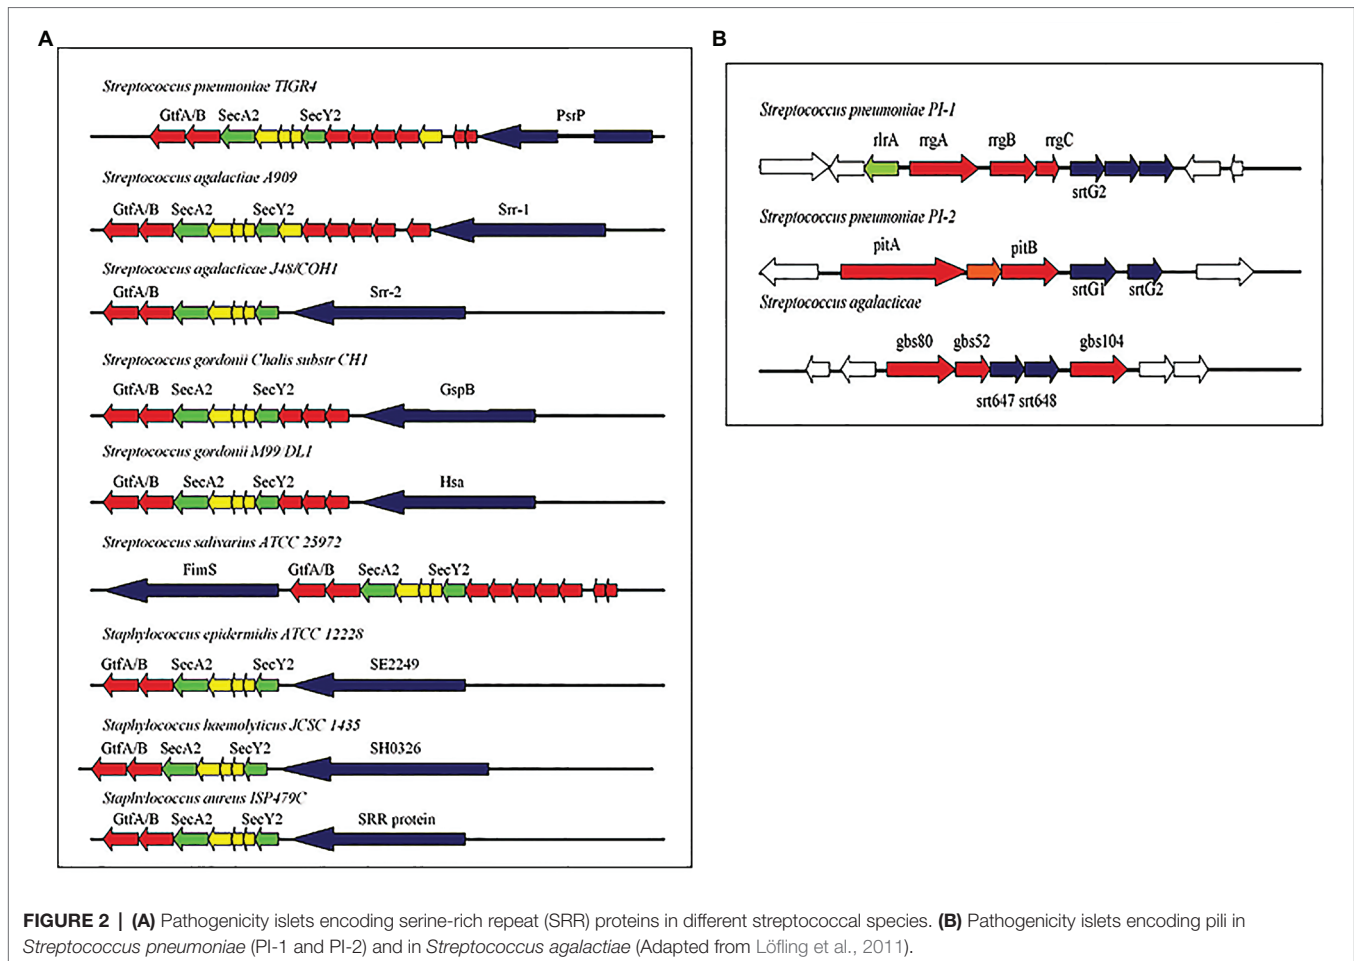 A
Streptococcus pneumoniae TIGR4
GtfA/B SecA2 SecY2 PsrP
Streptococcus agalactiae A909
GtfA/B SecA2 SecY2 Srr-1
Streptococcus agalacticae J48/COH1
GtfA/B SecA2 SecY2 Srr-2
Streptococcus gordonii Chalis substr CH1
GtfA/B SecA2 SecY2 GspB
Streptococcus gordonii M99 DL1
GtfA/B SecA2 SecY2 Hsa
Streptococcus salivarius ATCC 25972
FimS GtfA/B SecA2 SecY2
Staphylococcus epidermidis ATCC 12228
GtfA/B SecA2 SecY2 SE2249
Staphylococcus haemolyticus JCSC 1435
GtfA/B SecA2 SecY2 SH0326
Staphylococcus aureus ISP479C
GtfA/B SecA2 SecY2 SRR protein
B
Streptococcus pneumoniae PI-1
rlrA rrgA rrgB rrgC
srtG2
Streptococcus pneumoniae PI-2
pitA pitB
srtG1 srtG2
Streptococcus agalacticae
gbs80 gbs52 gbs104
srt647 srt648
FIGURE 2 | (A) Pathogenicity islets encoding serine-rich repeat (SRR) proteins in different streptococcal species. (B) Pathogenicity islets encoding pili in
Streptococcus pneumoniae (PI-1 and PI-2) and in Streptococcus agalactiae (Adapted from Löfling et al., 2011).